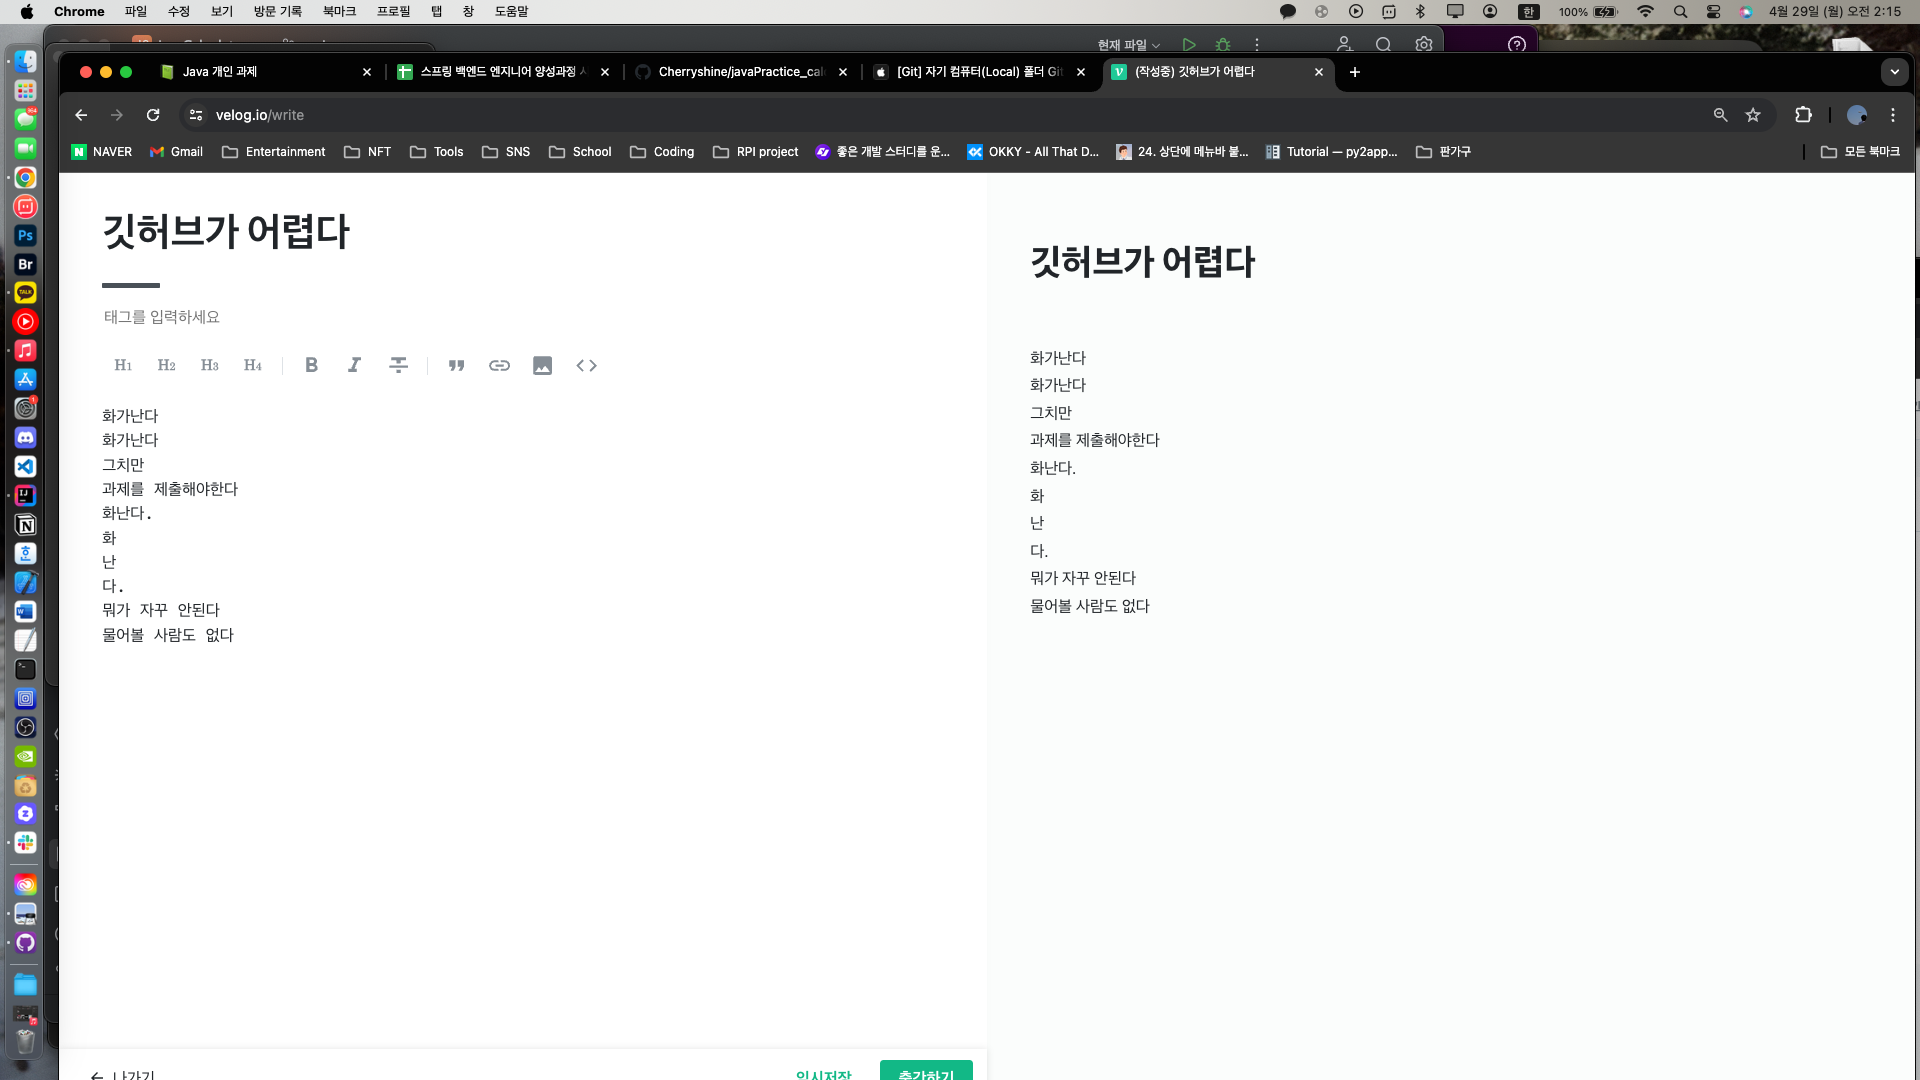 Chrome 파일 수정 보기 방문 기록 북마크 프로필 탭 창 도움말 한 100% 4월 29일 (월) 오전 2:15
현재 파일
Java 개인 과제 스프링 백엔드 엔지니어 양성과정 Cherryshine/javaPractice_cal [Git] 자기 컴퓨터(Local) 폴더 Git (작성중) 깃허브가 어렵다
velog.io/write
NAVER Gmail Entertainment NFT Tools SNS School Coding RPI project 좋은 개발 스터디를 운... OKKY - All That D... 24. 상단에 메뉴바 붙... Tutorial — py2app... 판가구 모든 북마크
깃허브가 어렵다
태그를 입력하세요
H1 H2 H3 H4 B I T
화가난다
화가난다
그치만
과제를 제출해야한다
화난다.
화
난
다.
뭐가 자꾸 안된다
물어볼 사람도 없다
나가기 임시저장 출간하기
깃허브가 어렵다
화가난다
화가난다
그치만
과제를 제출해야한다
화난다.
화
난
다.
뭐가 자꾸 안된다
물어볼 사람도 없다
Ps
Br
TALK
IJ